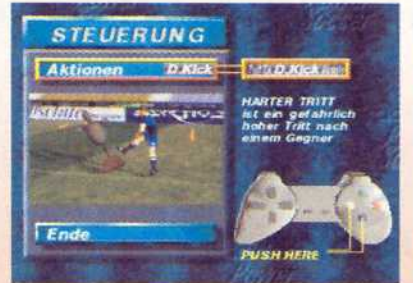 STEUERUNG
Aktionen D.Kick
D.Kick
HARTER TRITT
ist ein gefährlich
hoher Tritt nach
einem Gegner
Ende
PUSH HERE